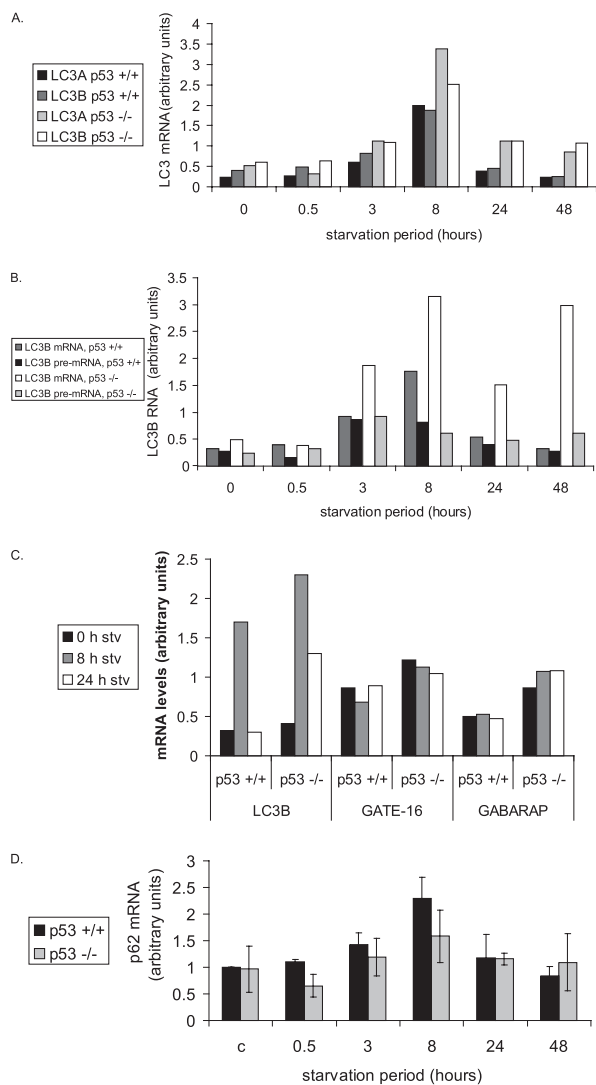 A.
LC3A p53 +/+
LC3B p53 +/+
LC3A p53 -/-
LC3B p53 -/-
LC3 mRNA (arbitrary units)
4
3.5
3
2.5
2
1.5
1
0.5
0
0 0.5 3 8 24 48
starvation period (hours)
B.
LC3B mRNA, p53 +/+
LC3B pre-mRNA, p53 +/+
LC3B mRNA, p53 -/-
LC3B pre-mRNA, p53 -/-
LC3B RNA (arbitrary units)
3.5
3
2.5
2
1.5
1
0.5
0
0 0.5 3 8 24 48
starvation period (hours)
C.
0 h stv
8 h stv
24 h stv
mRNA levels (arbitrary units)
2.5
2
1.5
1
0.5
0
p53 +/+ p53 -/- p53 +/+ p53 -/- p53 +/+ p53 -/-
LC3B GATE-16 GABARAP
D.
p53 +/+
p53 -/-
p62 mRNA
(arbitrary units)
3
2.5
2
1.5
1
0.5
0
c 0.5 3 8 24 48
starvation period (hours)